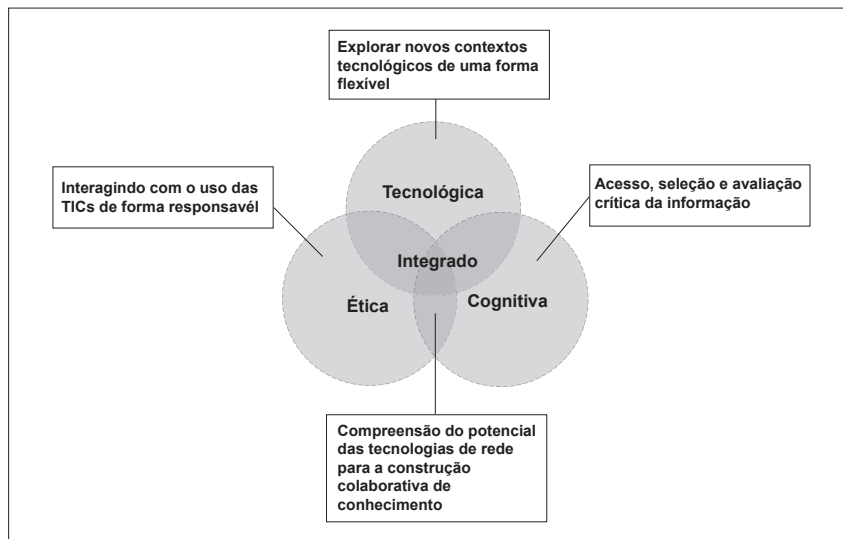 Explorar novos contextos
tecnológicos de uma forma
flexível
Interagindo com o uso das
TICs de forma responsavél
Acesso, seleção e avaliação
crítica da informação
Tecnológica
Integrado
Ética
Cognitiva
Compreensão do potencial
das tecnologias de rede
para a construção
colaborativa de
conhecimento